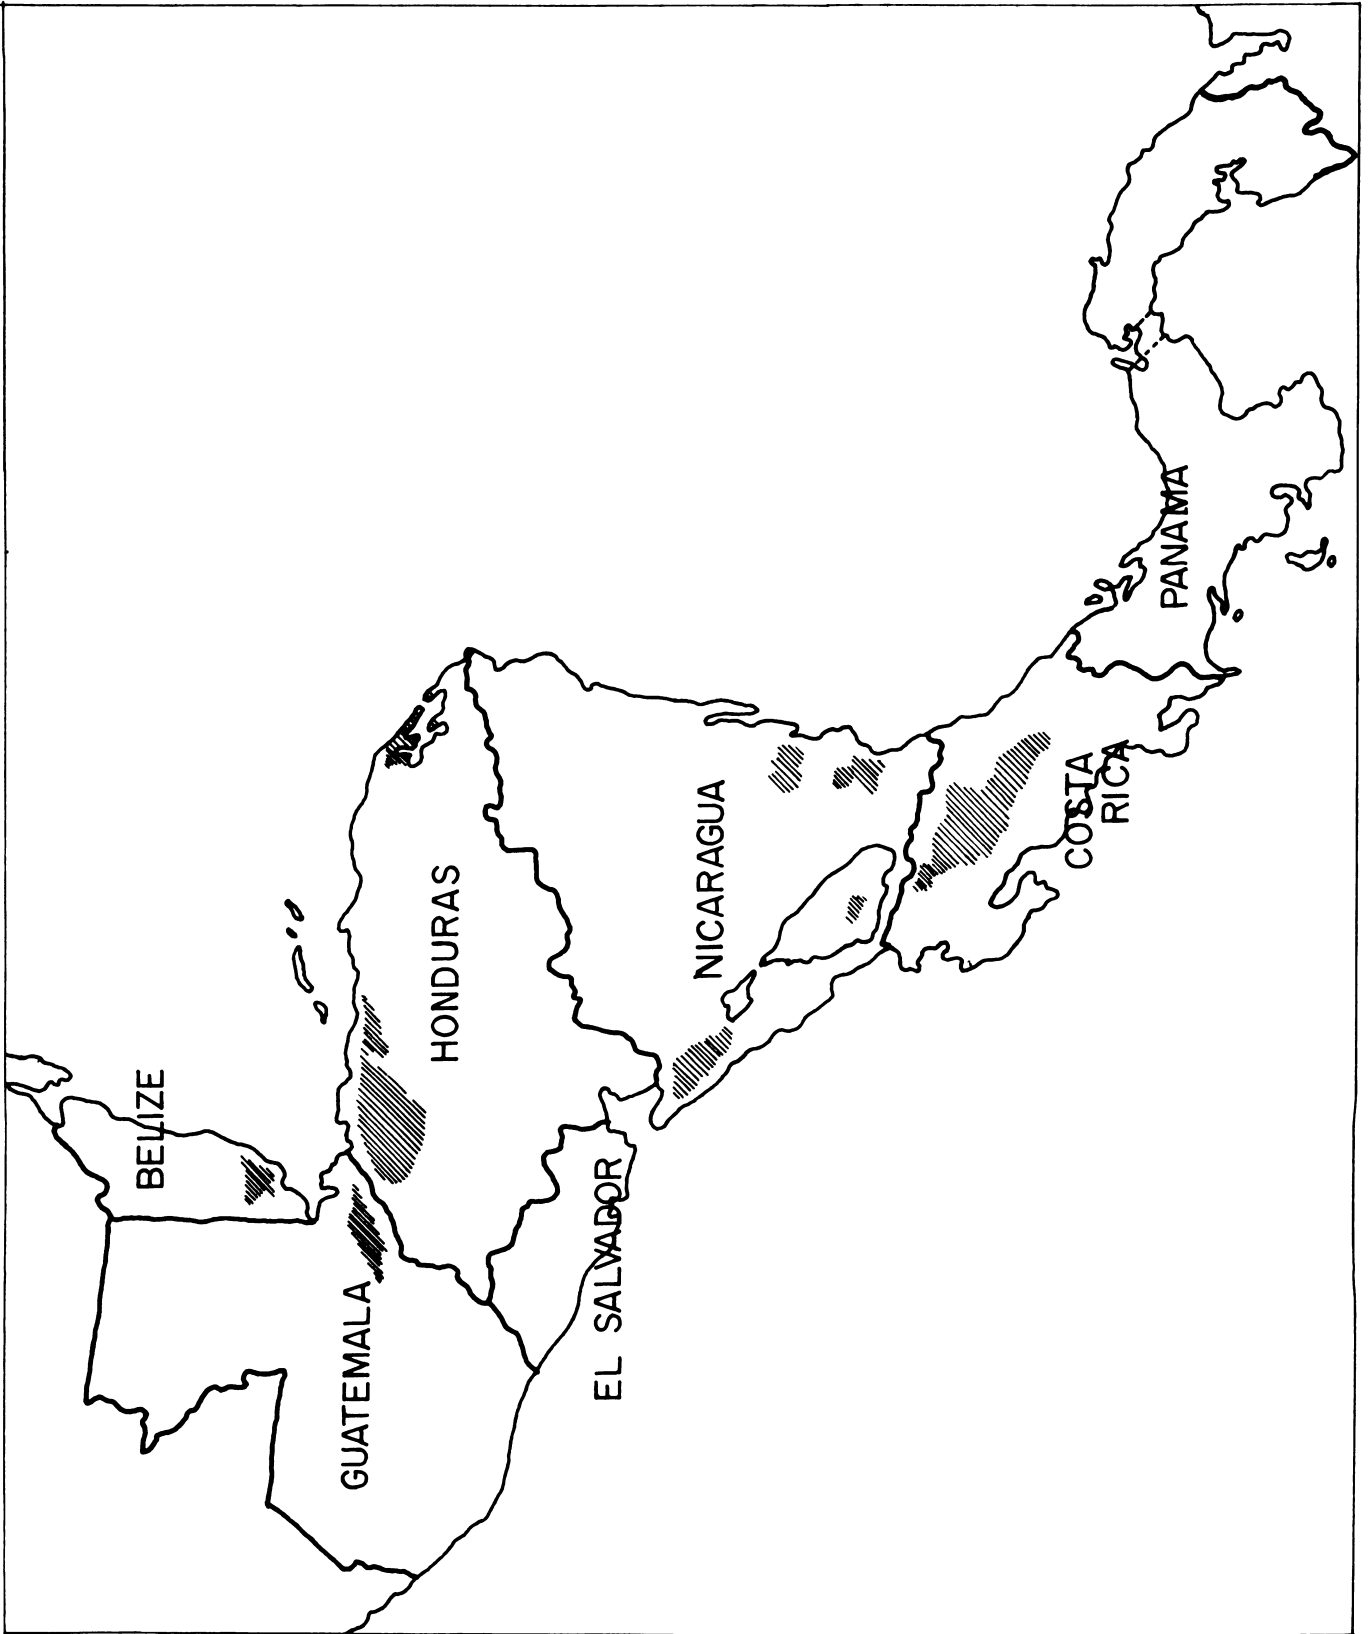 BELIZE
GUATEMALA
HONDURAS
EL SALVADOR
NICARAGUA
COSTA
RICA
PANAMA